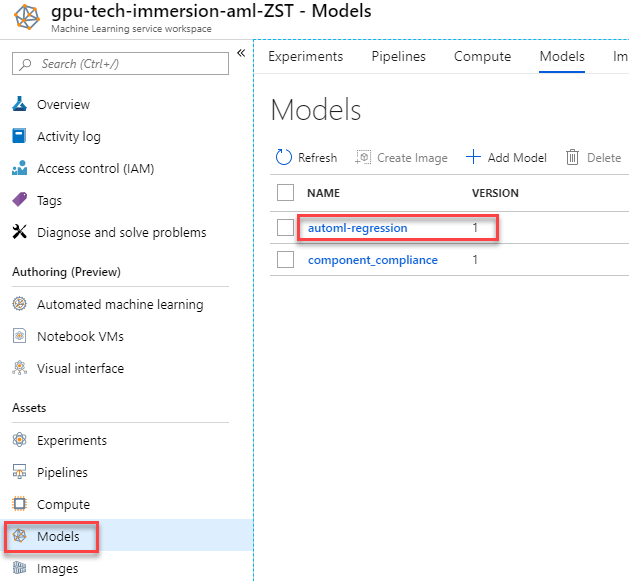 gpu-tech-immersion-aml-ZST - Models
Machine Learning service workspace
Search (Ctrl+/)
«
Overview
Activity log
Access control (IAM)
Tags
Diagnose and solve problems
Authoring (Preview)
Automated machine learning
Notebook VMs
Visual interface
Assets
Experiments
Pipelines
Compute
Models
Images
Experiments Pipelines Compute Models Im
Models
Refresh Create Image Add Model Delete
NAME VERSION
automl-regression 1
component_compliance 1